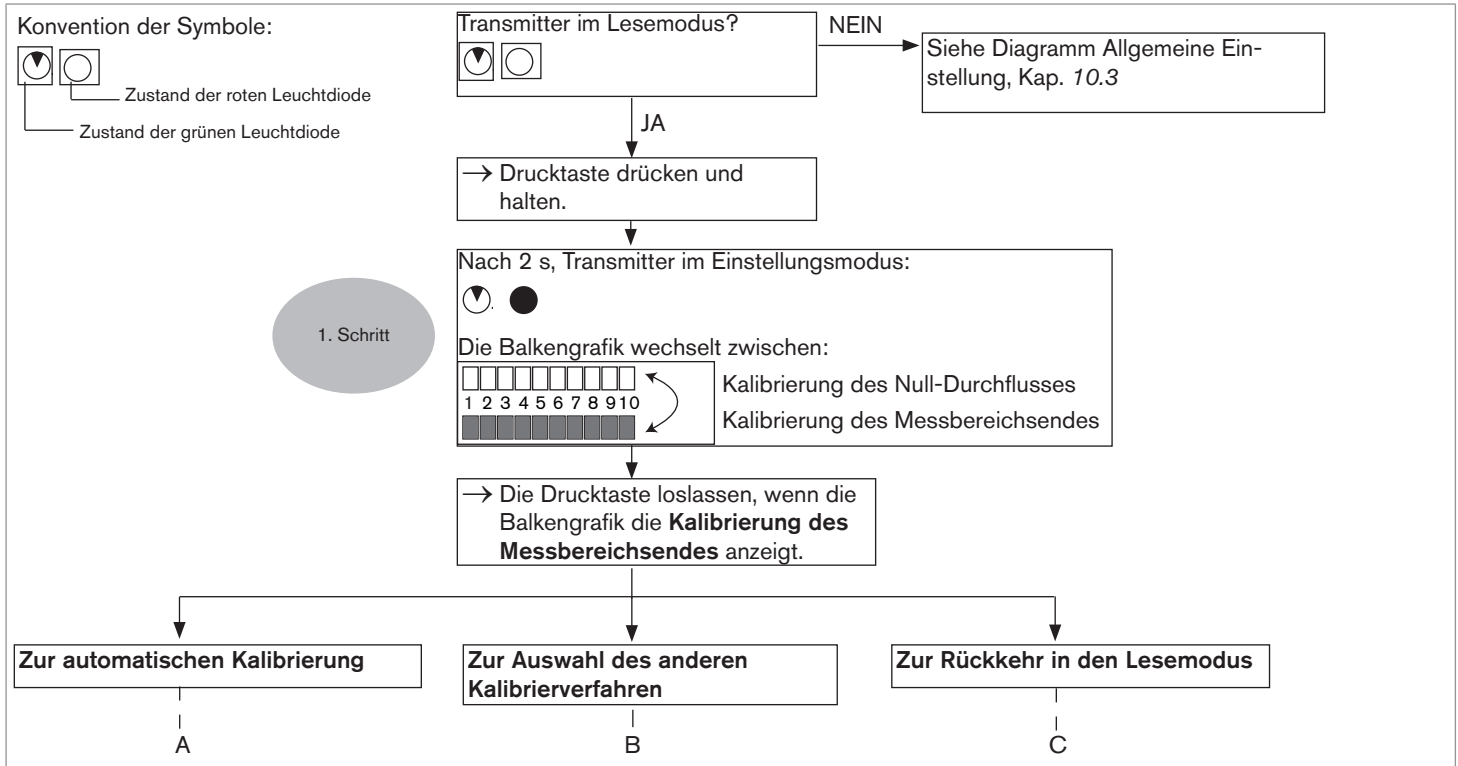 Konvention der Symbole:
Zustand der roten Leuchtdiode
Zustand der grünen Leuchtdiode
Transmitter im Lesemodus?
NEIN
Siehe Diagramm Allgemeine Ein-
stellung, Kap. 10.3
JA
→ Drucktaste drücken und
halten.
1. Schritt
Nach 2 s, Transmitter im Einstellungsmodus:
Die Balkengrafik wechselt zwischen:
Kalibrierung des Null-Durchflusses
1 2 3 4 5 6 7 8 9 10
Kalibrierung des Messbereichsendes
→ Die Drucktaste loslassen, wenn die
Balkengrafik die Kalibrierung des
Messbereichsendes anzeigt.
Zur automatischen Kalibrierung
A
Zur Auswahl des anderen
Kalibrierverfahren
B
Zur Rückkehr in den Lesemodus
C